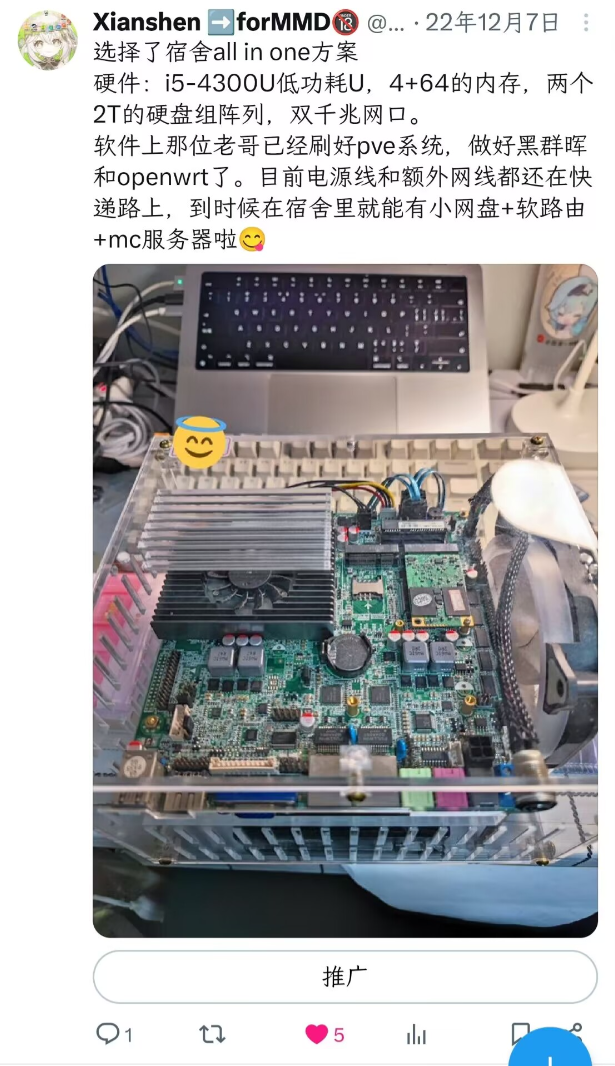 Xianshen ➡️forMMD🔞 @... · 22年12月7日
选择了宿舍all in one方案
硬件：i5-4300U低功耗U，4+64的内存，两个
2T的硬盘组阵列，双千兆网口。
软件上那位老哥已经刷好pve系统，做好黑群晖
和openwrt了。目前电源线和额外网线都还在快
递路上，到时候在宿舍里就能有小网盘+软路由
+mc服务器啦😋
推广
1
5